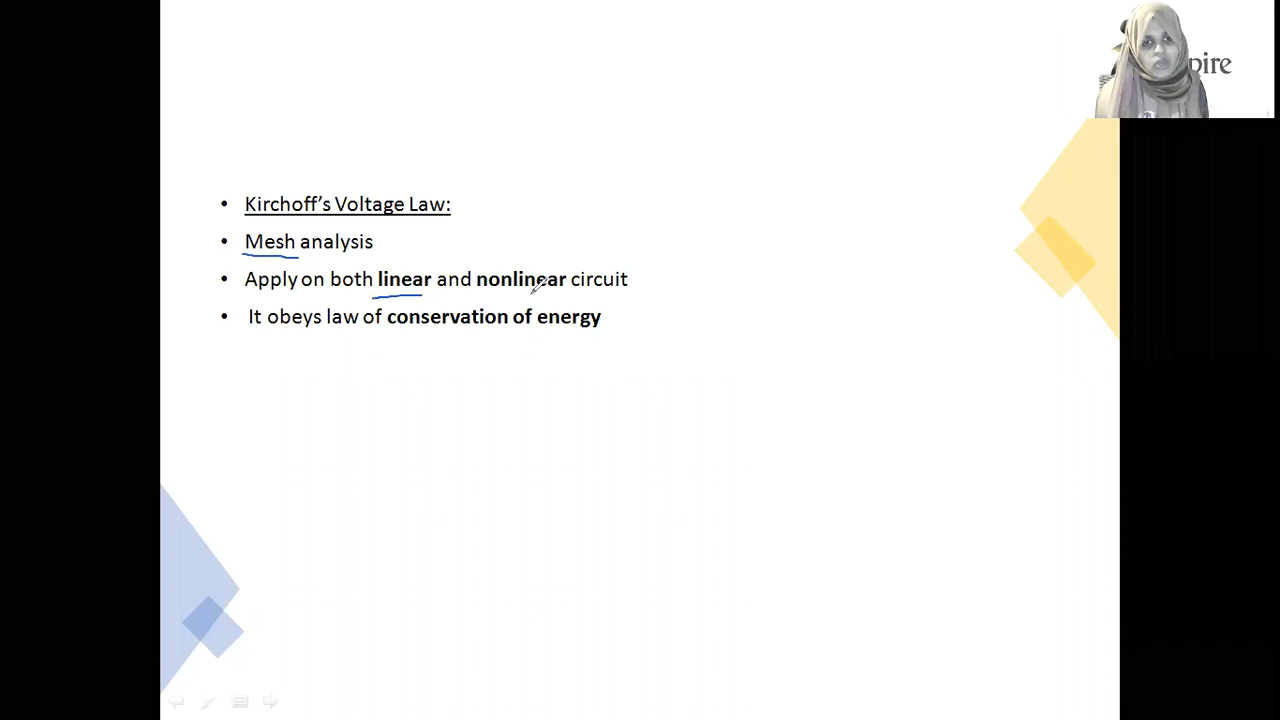 pire
• Kirchoff’s Voltage Law:
• Mesh analysis
• Apply on both linear and nonlinear circuit
• It obeys law of conservation of energy